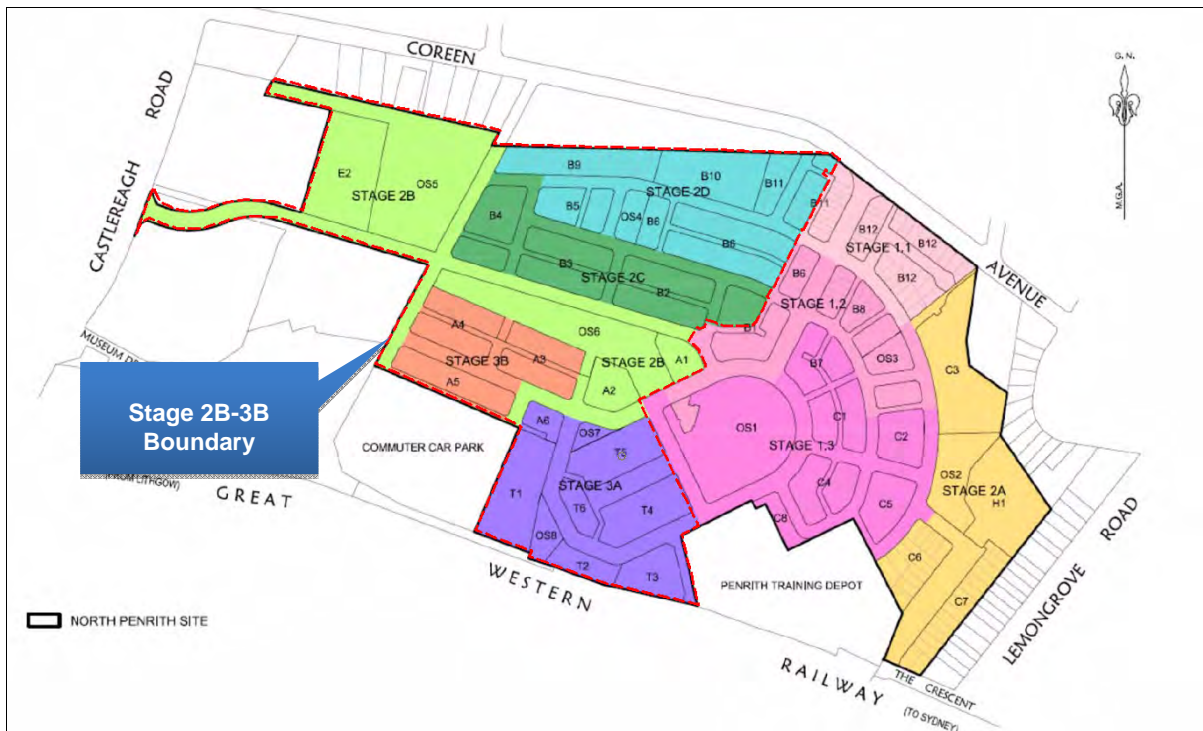 COREEN
AVENUE
CASTLEREAGH
ROAD
G. N.
M.G.A.
E2
OS5
STAGE 2B
B9
B10
B11
STAGE 2D
B4
B5
OS4
B6
B6
B11
B3
B2
STAGE 2C
B12
B12
B12
STAGE 1.1
B6
STAGE 1.2
B8
B1
OS3
OS6
STAGE 2B
A1
A2
A4
A3
STAGE 3B
A5
B7
C1
C2
OS1
STAGE 1.3
C4
C5
C8
C3
OS2
STAGE 2A
H1
C6
C7
MUSEUM
Stage 2B-3B
Boundary
COMMUTER CAR PARK
A6
OS7
T5
STAGE 3A
T1
T6
T4
OS8
T2
T3
LITHGOW)
GREAT
WESTERN
RAILWAY
PENRITH TRAINING DEPOT
LEMONGROVE
ROAD
THE CRESCENT
(TO SYDNEY)
NORTH PENRITH SITE